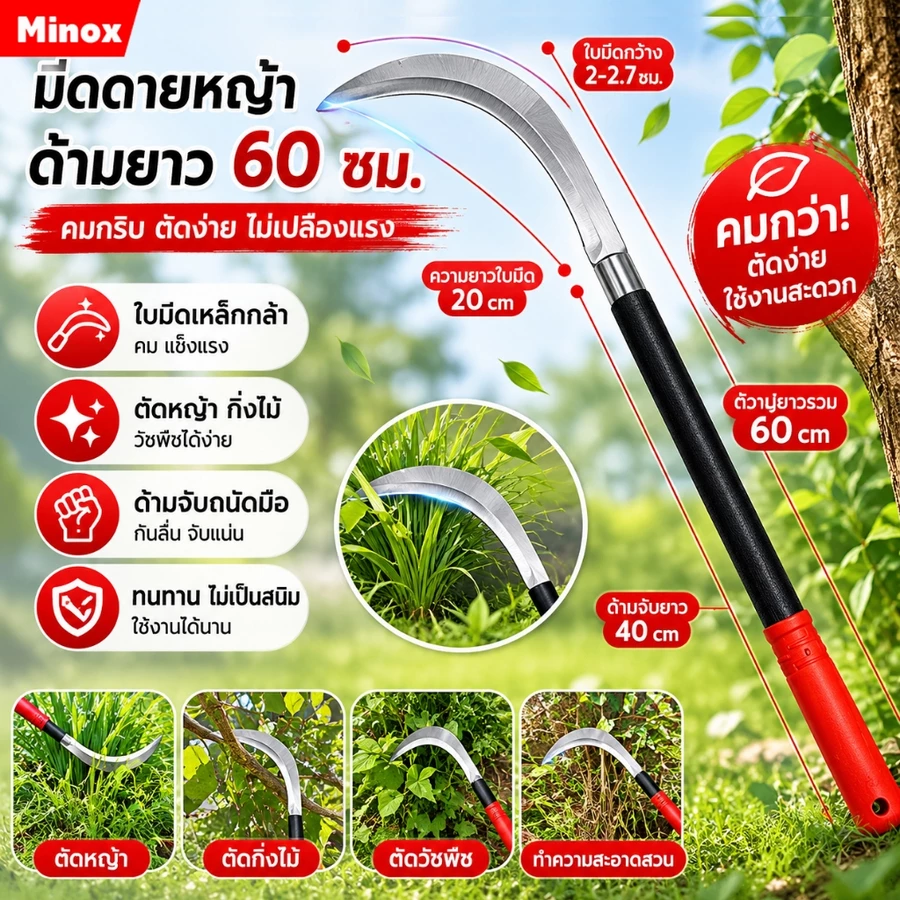 Minox
มีดดายหญ้า
ด้ามยาว 60 ซม.
คมกริบ ตัดง่าย ไม่เปลืองแรง
ใบมีดกว้าง
2-2.7 ซม.
คมกว่า!
ตัดง่าย
ใช้งานสะดวก
ความยาวใบมีด
20 cm
ใบมีดเหล็กกล้า
คม แข็งแรง
ตัดหญ้า กิ่งไม้
วัชพืชได้ง่าย
ด้ามจับถนัดมือ
กันลื่น จับแน่น
ทนทาน ไม่เป็นสนิม
ใช้งานได้นาน
ตัวาปู่ยาวรวม
60 cm
ด้ามจับยาว
40 cm
ตัดหญ้า
ตัดกิ่งไม้
ตัดวัชพืช
ทำความสะอาดสวน